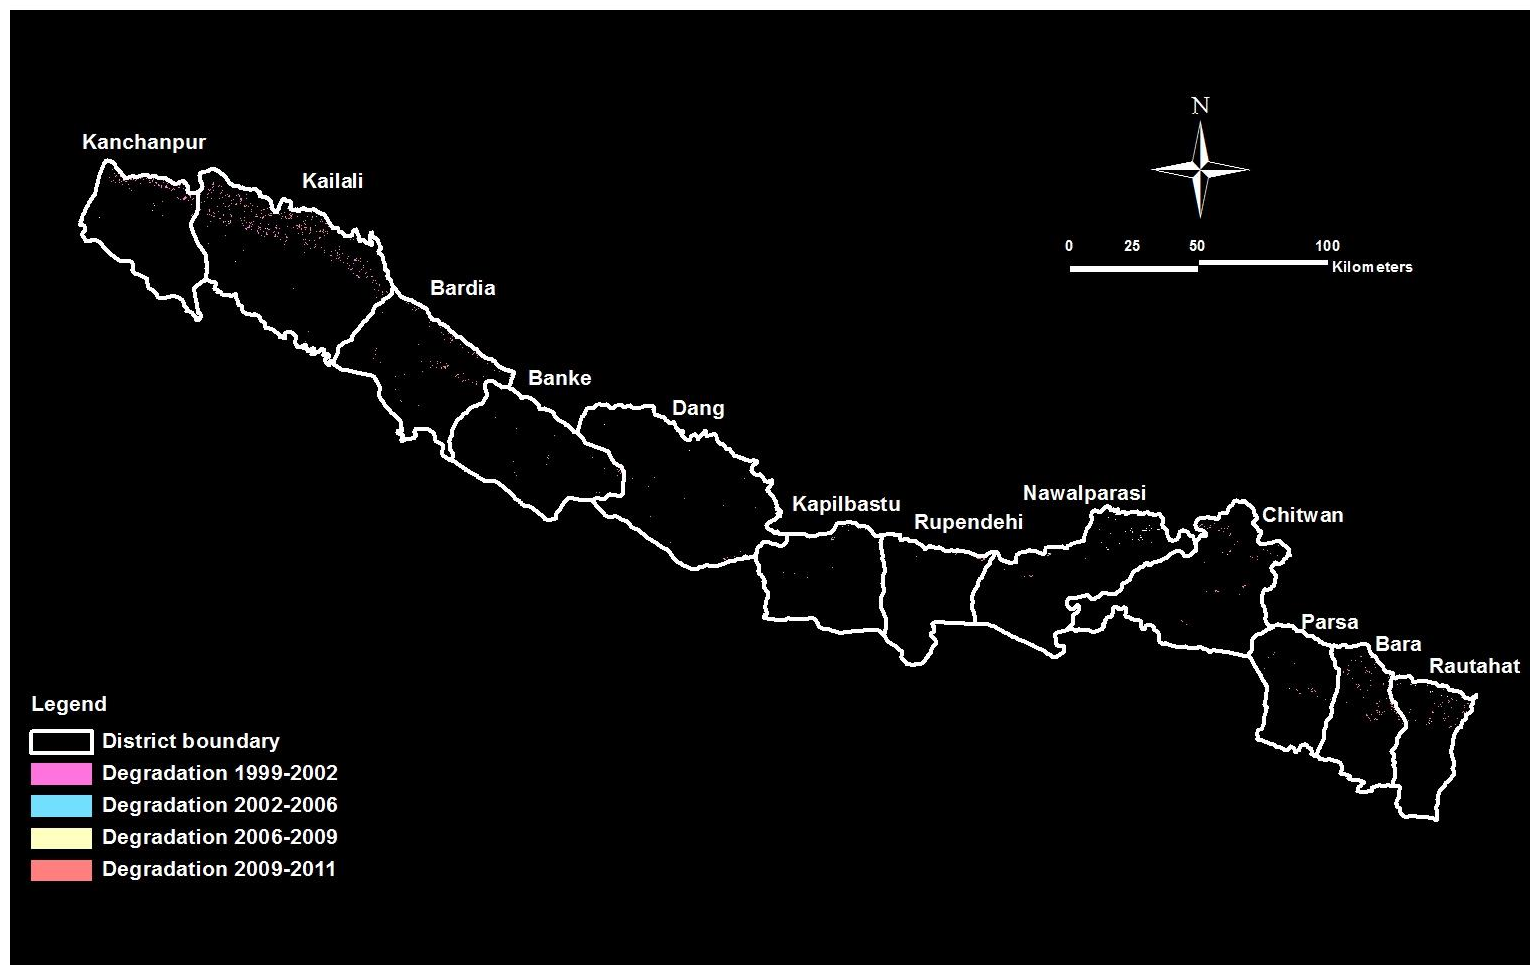 N
Kanchanpur
Kailali
0 25 50 100
Kilometers
Bardia
Banke
Dang
Kapilbastu
Nawalparasi
Rupendehi
Chitwan
Parsa
Bara
Rautahat
Legend
District boundary
Degradation 1999-2002
Degradation 2002-2006
Degradation 2006-2009
Degradation 2009-2011